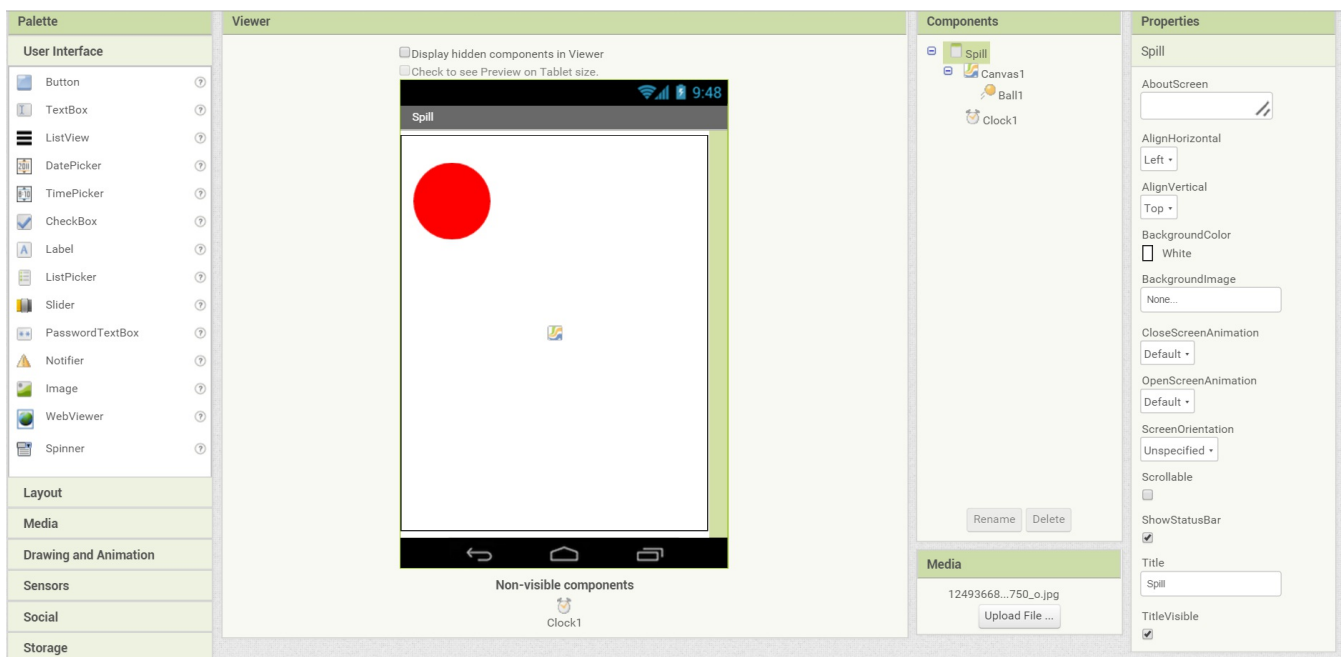 Palette
User Interface
Button
TextBox
ListView
DatePicker
TimePicker
CheckBox
Label
ListPicker
Slider
PasswordTextBox
Notifier
Image
WebViewer
Spinner
Layout
Media
Drawing and Animation
Sensors
Social
Storage
Viewer
Display hidden components in Viewer
Check to see Preview on Tablet size.
9:48
Spill
Non-visible components
Clock1
Components
Spill
Canvas1
Ball1
Clock1
Rename Delete
Media
12493668...750_o.jpg
Upload File ...
Properties
Spill
AboutScreen
AlignHorizontal
Left
AlignVertical
Top
BackgroundColor
White
BackgroundImage
None...
CloseScreenAnimation
Default
OpenScreenAnimation
Default
ScreenOrientation
Unspecified
Scrollable
ShowStatusBar
Title
Spill
TitleVisible